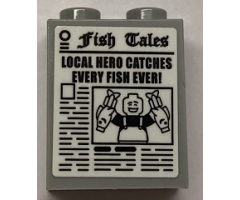 Fish Tales
LOCAL HERO CATCHES
EVERY FISH EVER!